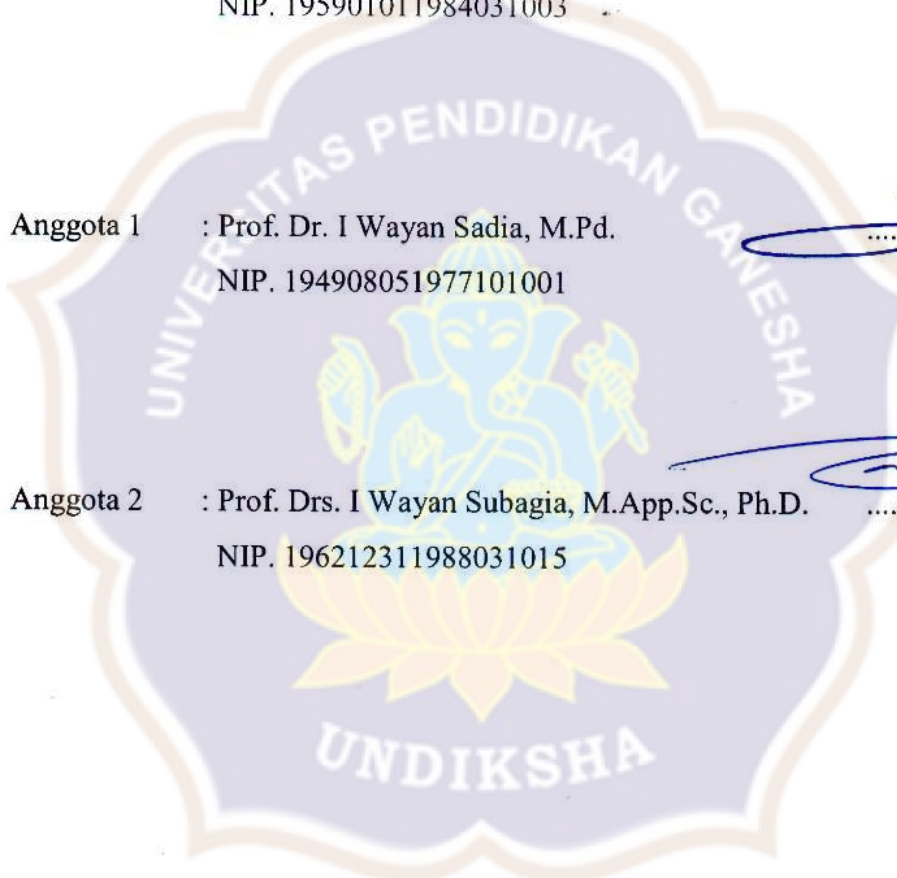 NIP. 195901011984031003
UNIVERSITAS PENDIDIKAN GANESHA
Anggota 1 : Prof. Dr. I Wayan Sadia, M.Pd. ....
NIP. 194908051977101001
Anggota 2 : Prof. Drs. I Wayan Subagia, M.App.Sc., Ph.D. ....
NIP. 196212311988031015
UNDIKSHA